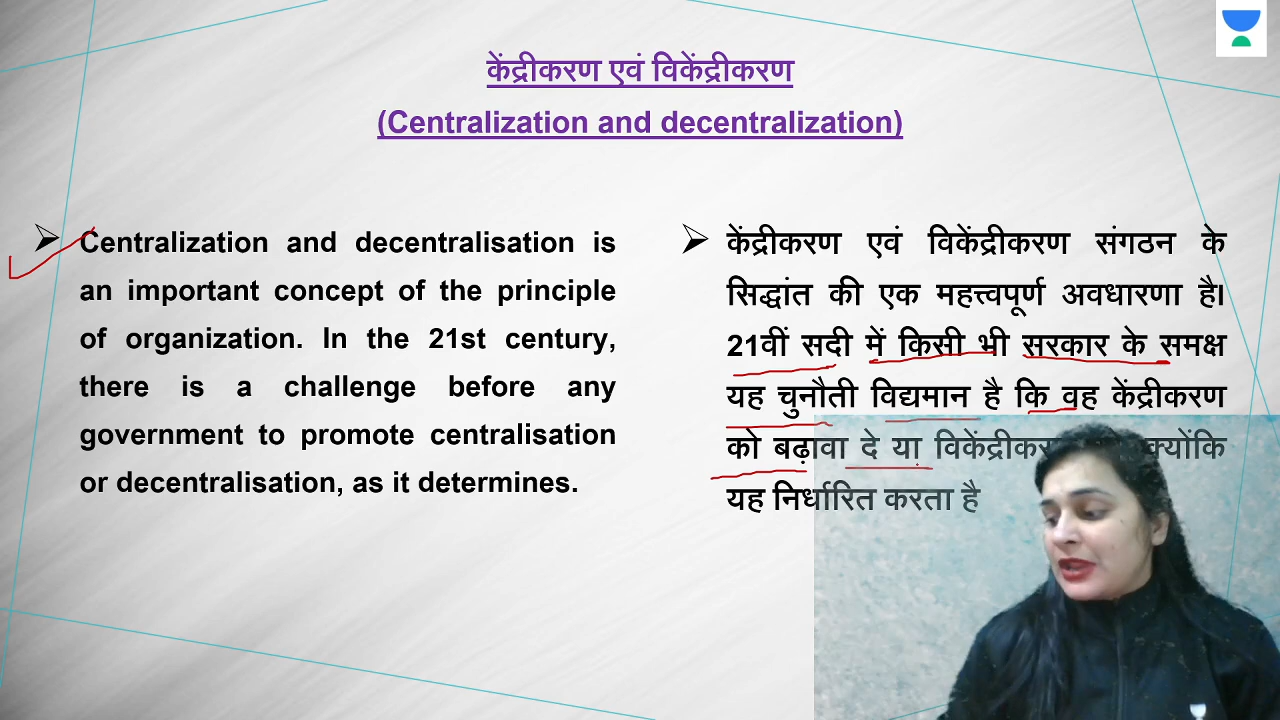 केंद्रीकरण एवं विकेंद्रीकरण
(Centralization and decentralization)
Centralization and decentralisation is
an important concept of the principle
of organization. In the 21st century,
there is a challenge before any
government to promote centralisation
or decentralisation, as it determines.
केंद्रीकरण एवं विकेंद्रीकरण संगठन के
सिद्धांत की एक महत्त्वपूर्ण अवधारणा है।
21वीं सदी में किसी भी सरकार के समक्ष
यह चुनौती विद्यमान है कि वह केंद्रीकरण
को बढ़ावा दे या क्योंकि
यह निर्धारित करता है